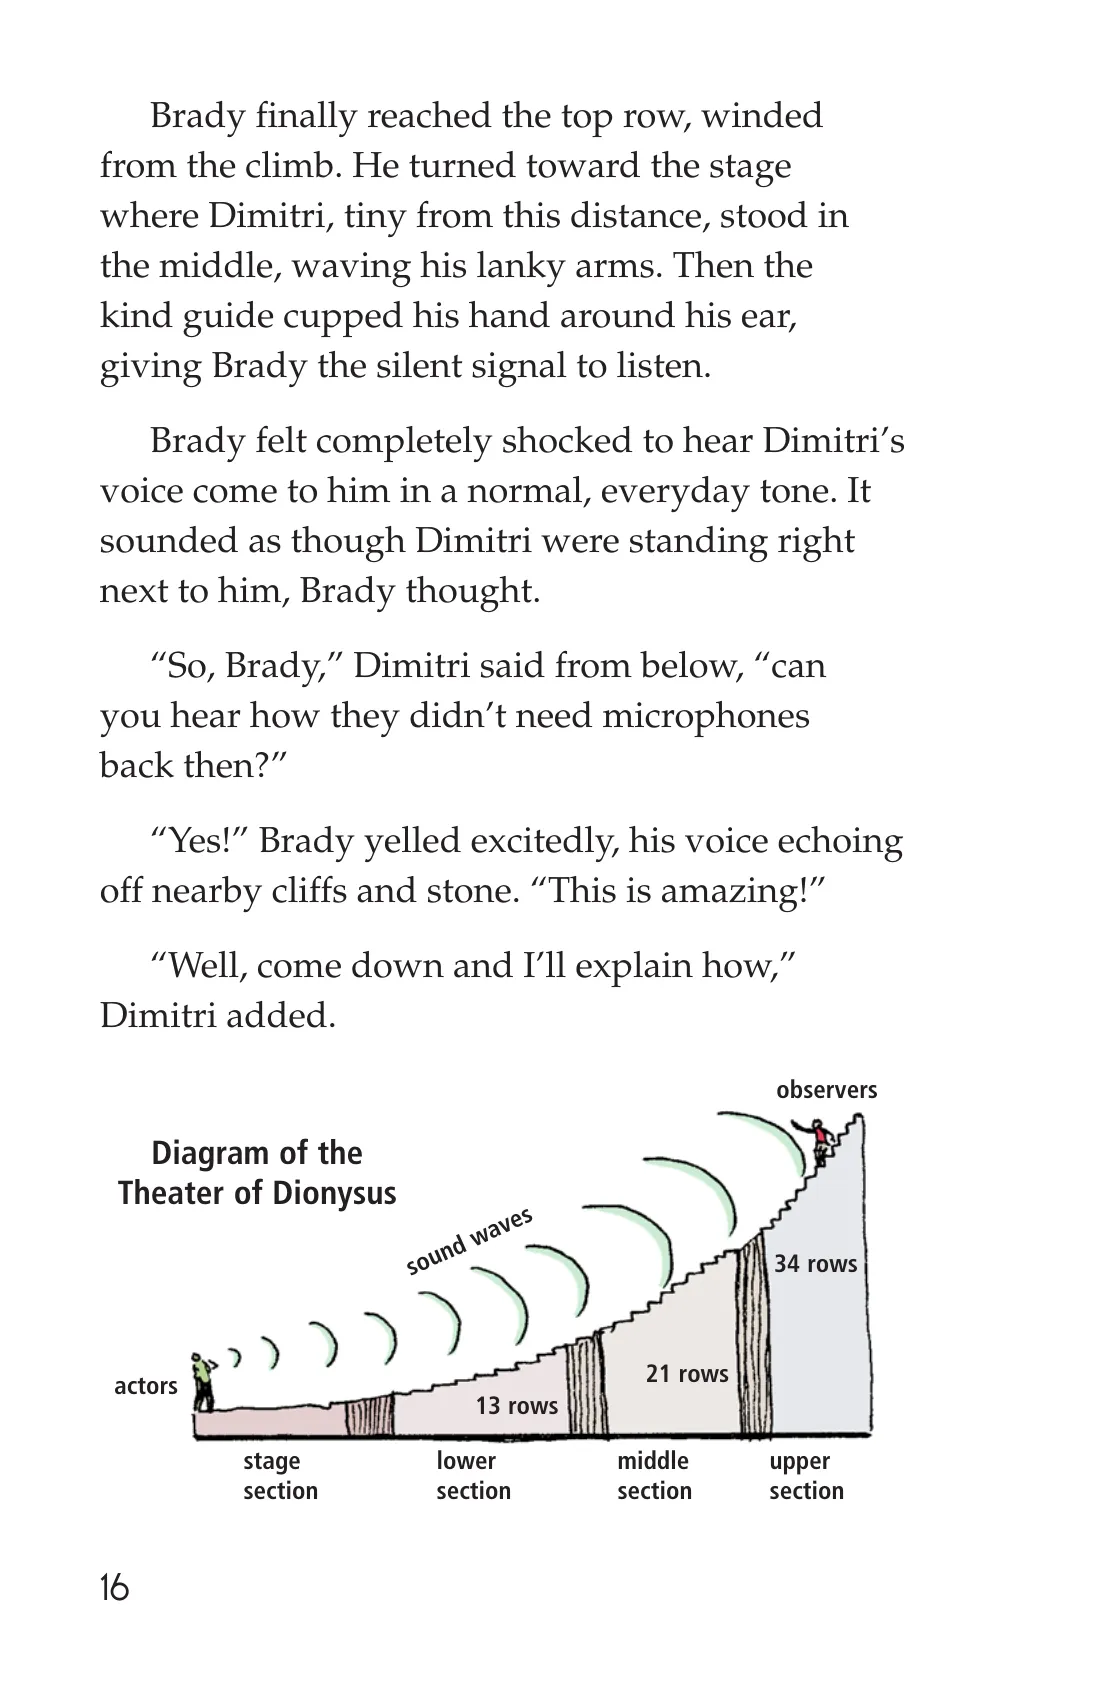 Brady finally reached the top row, winded
from the climb. He turned toward the stage
where Dimitri, tiny from this distance, stood in
the middle, waving his lanky arms. Then the
kind guide cupped his hand around his ear,
giving Brady the silent signal to listen.
Brady felt completely shocked to hear Dimitri’s
voice come to him in a normal, everyday tone. It
sounded as though Dimitri were standing right
next to him, Brady thought.
“So, Brady,” Dimitri said from below, “can
you hear how they didn’t need microphones
back then?”
“Yes!” Brady yelled excitedly, his voice echoing
off nearby cliffs and stone. “This is amazing!”
“Well, come down and I’ll explain how,”
Dimitri added.
observers
Diagram of the
Theater of Dionysus
sound waves
34 rows
21 rows
actors
13 rows
stage
section
lower
section
middle
section
upper
section
16